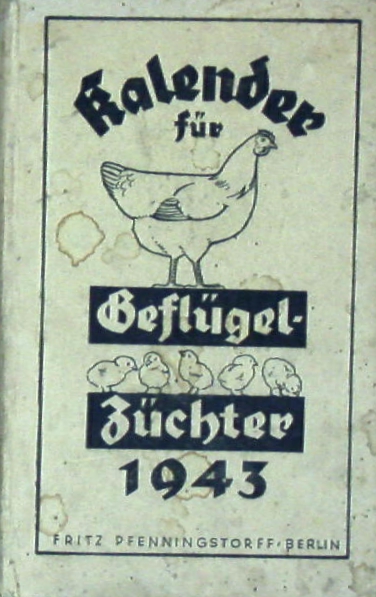 Kalender
für
Geflügel-
Züchter
1943
FRITZ PFENNINGSTORFF·BERLIN